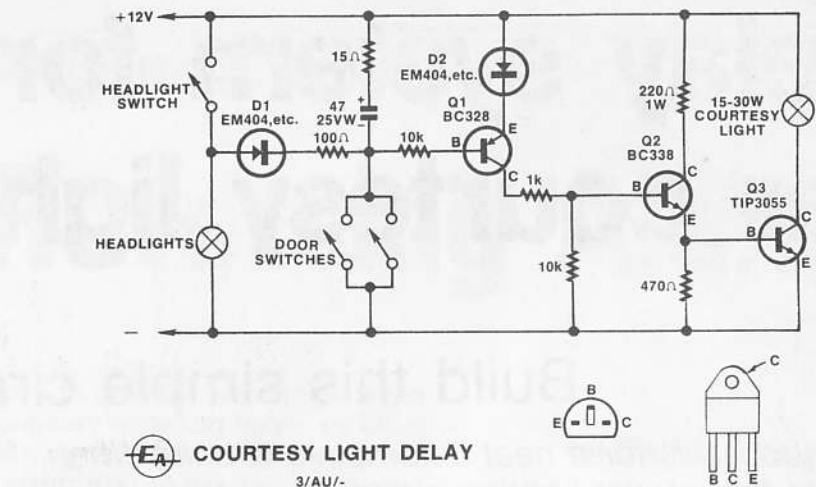 +12V
HEADLIGHT
SWITCH
D1
EM404,etc.
15Ω
+
47
25VW
−
100Ω
10k
D2
EM404,etc.
Q1
BC328
B
E
C
1k
10k
220Ω
1W
Q2
BC338
B
C
E
470Ω
15-30W
COURTESY
LIGHT
Q3
TIP3055
B
C
E
HEADLIGHTS
DOOR
SWITCHES
−
Build this simple circ
EA COURTESY LIGHT DELAY
3/AU/-
B
E
C
C
B C E